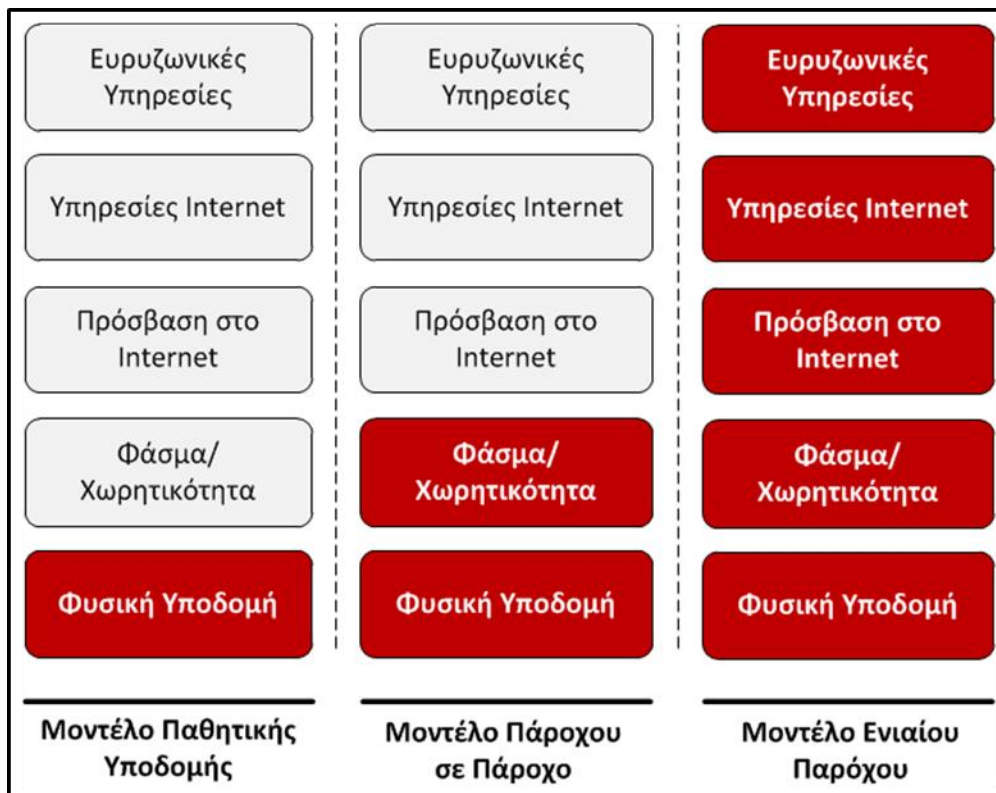 Ευρυζωνικές
Υπηρεσίες
Υπηρεσίες Internet
Πρόσβαση στο
Internet
Φάσμα/
Χωρητικότητα
Φυσική Υποδομή
Μοντέλο Παθητικής
Υποδομής
Ευρυζωνικές
Υπηρεσίες
Υπηρεσίες Internet
Πρόσβαση στο
Internet
Φάσμα/
Χωρητικότητα
Φυσική Υποδομή
Μοντέλο Πάροχου
σε Πάροχο
Ευρυζωνικές
Υπηρεσίες
Υπηρεσίες Internet
Πρόσβαση στο
Internet
Φάσμα/
Χωρητικότητα
Φυσική Υποδομή
Μοντέλο Ενιαίου
Παρόχου